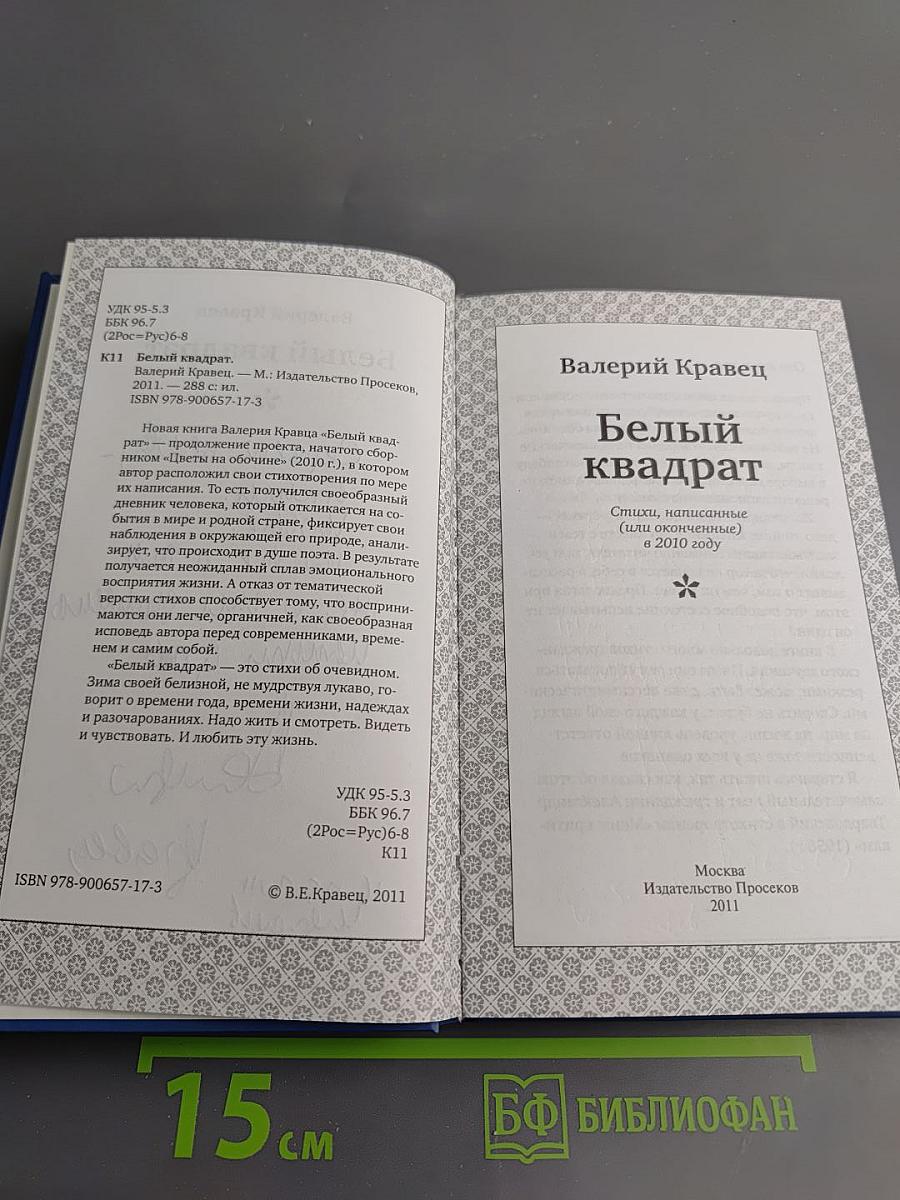 УДК 95-5.3
ББК 96.7
(2Рос=Рус)6-8
К11 Белый квадрат.
Валерий Кравец. — М.: Издательство Просеков,
2011. — 288 с: ил.
ISBN 978-900657-17-3
Новая книга Валерия Кравца «Белый квад-
рат» — продолжение проекта, начатого сбор-
ником «Цветы на обочине» (2010 г.), в котором
автор расположил свои стихотворения по мере
их написания. То есть получился своеобразный
дневник человека, который откликается на со-
бытия в мире и родной стране, фиксирует свои
наблюдения в окружающей его природе, анали-
зирует, что происходит в душе поэта. В результате
получается неожиданный сплав эмоционального
восприятия жизни. А отказ от тематической
верстки стихов способствует тому, что восприни-
маются они легче, органичней, как своеобразная
исповедь автора перед современниками, време-
нем и самим собой.
«Белый квадрат» — это стихи об очевидном.
Зима своей белизной, не мудрствуя лукаво, го-
ворит о времени года, времени жизни, надеждах
и разочарованиях. Надо жить и смотреть. Видеть
и чувствовать. И любить эту жизнь.
УДК 95-5.3
ББК 96.7
(2Рос=Рус)6-8
К11
ISBN 978-900657-17-3
© В.Е.Кравец, 2011
Валерий Кравец
Белый
квадрат
Стихи, написанные
(или оконченные)
в 2010 году
Москва
Издательство Просеков
2011
15 см
БФ БИБЛИОФАН